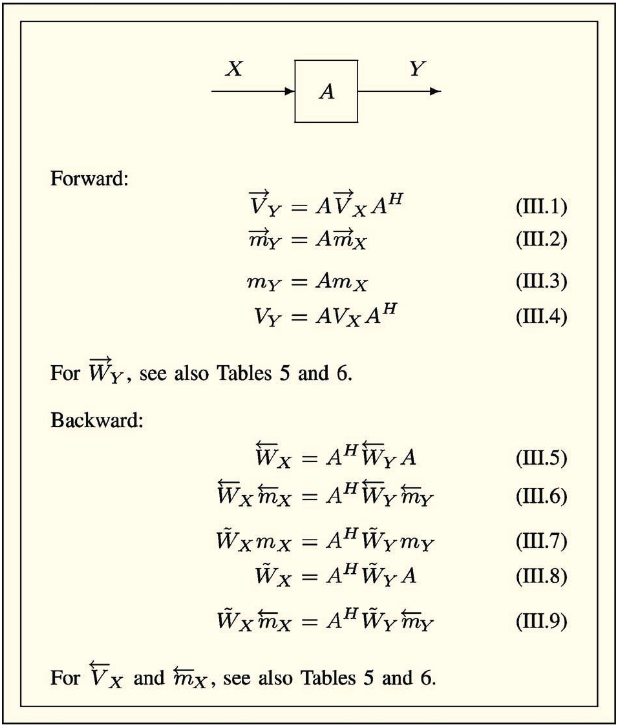 X Y
A
Forward:
V⃗_Y = A V⃗_X A^H (III.1)
m⃗_Y = A m⃗_X (III.2)
m_Y = A m_X (III.3)
V_Y = A V_X A^H (III.4)
For W⃗_Y, see also Tables 5 and 6.
Backward:
W⃖_X = A^H W⃖_Y A (III.5)
W⃖_X m⃖_X = A^H W⃖_Y m⃖_Y (III.6)
W̃_X m_X = A^H W̃_Y m_Y (III.7)
W̃_X = A^H W̃_Y A (III.8)
W̃_X m⃖_X = A^H W̃_Y m⃖_Y (III.9)
For V⃖_X and m⃖_X, see also Tables 5 and 6.